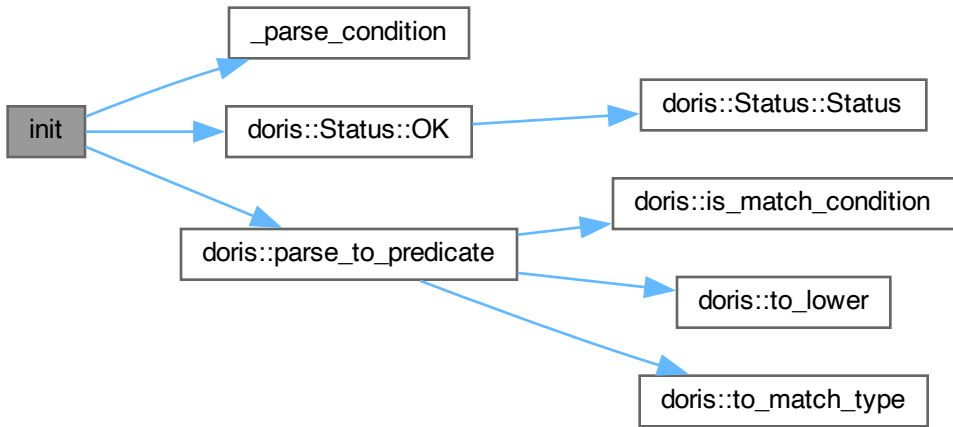 _parse_condition
init
doris::Status::OK
doris::Status::Status
doris::parse_to_predicate
doris::is_match_condition
doris::to_lower
doris::to_match_type